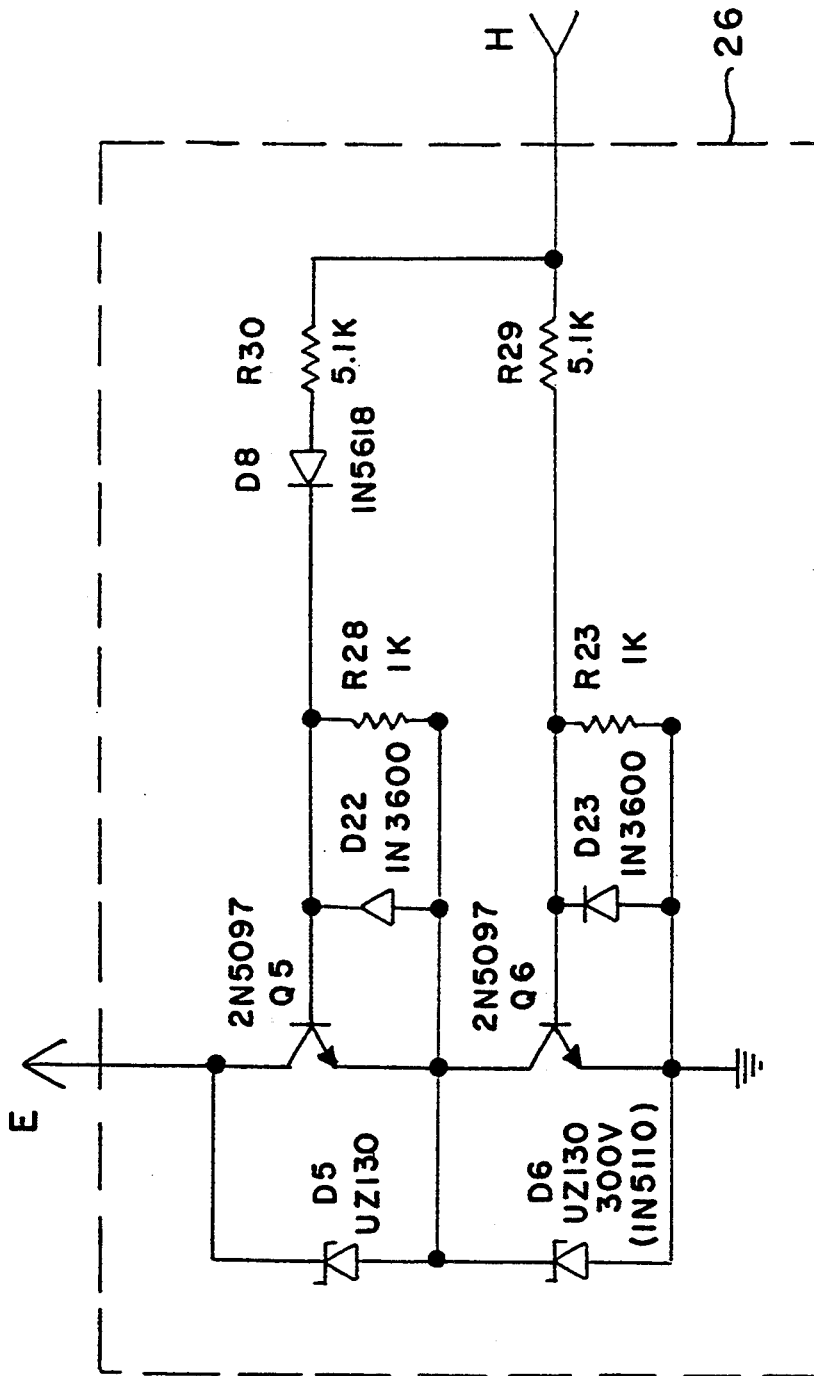 E
2N5097
Q5
D5
UZ130
D22
IN3600
R28
1K
D8
IN5618
R30
5.1K
H
2N5097
Q6
D6
UZ130
300V
(IN5110)
D23
IN3600
R23
1K
R29
5.1K
26